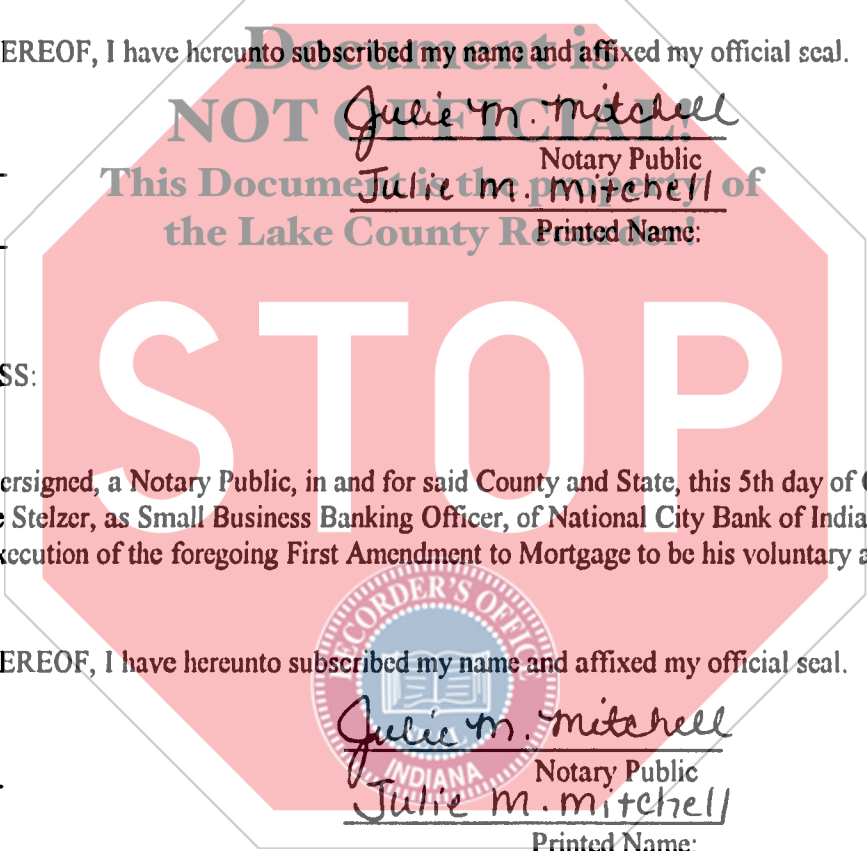 Document is
EREOF, I have hereunto subscribed my name and affixed my official seal.
NOT OFFICIAL!
Julie M. Mitchell
Notary Public
This Document is the property of
Julie M. Mitchell
the Lake County Recorder!
Printed Name:
STOP
SS:
ersigned, a Notary Public, in and for said County and State, this 5th day of
Stelzer, as Small Business Banking Officer, of National City Bank of India
xecution of the foregoing First Amendment to Mortgage to be his voluntary a
RECORDER'S OFFICE
EREOF, I have hereunto subscribed my name and affixed my official seal.
Julie M. Mitchell
INDIANA
Notary Public
Julie M. Mitchell
Printed Name: